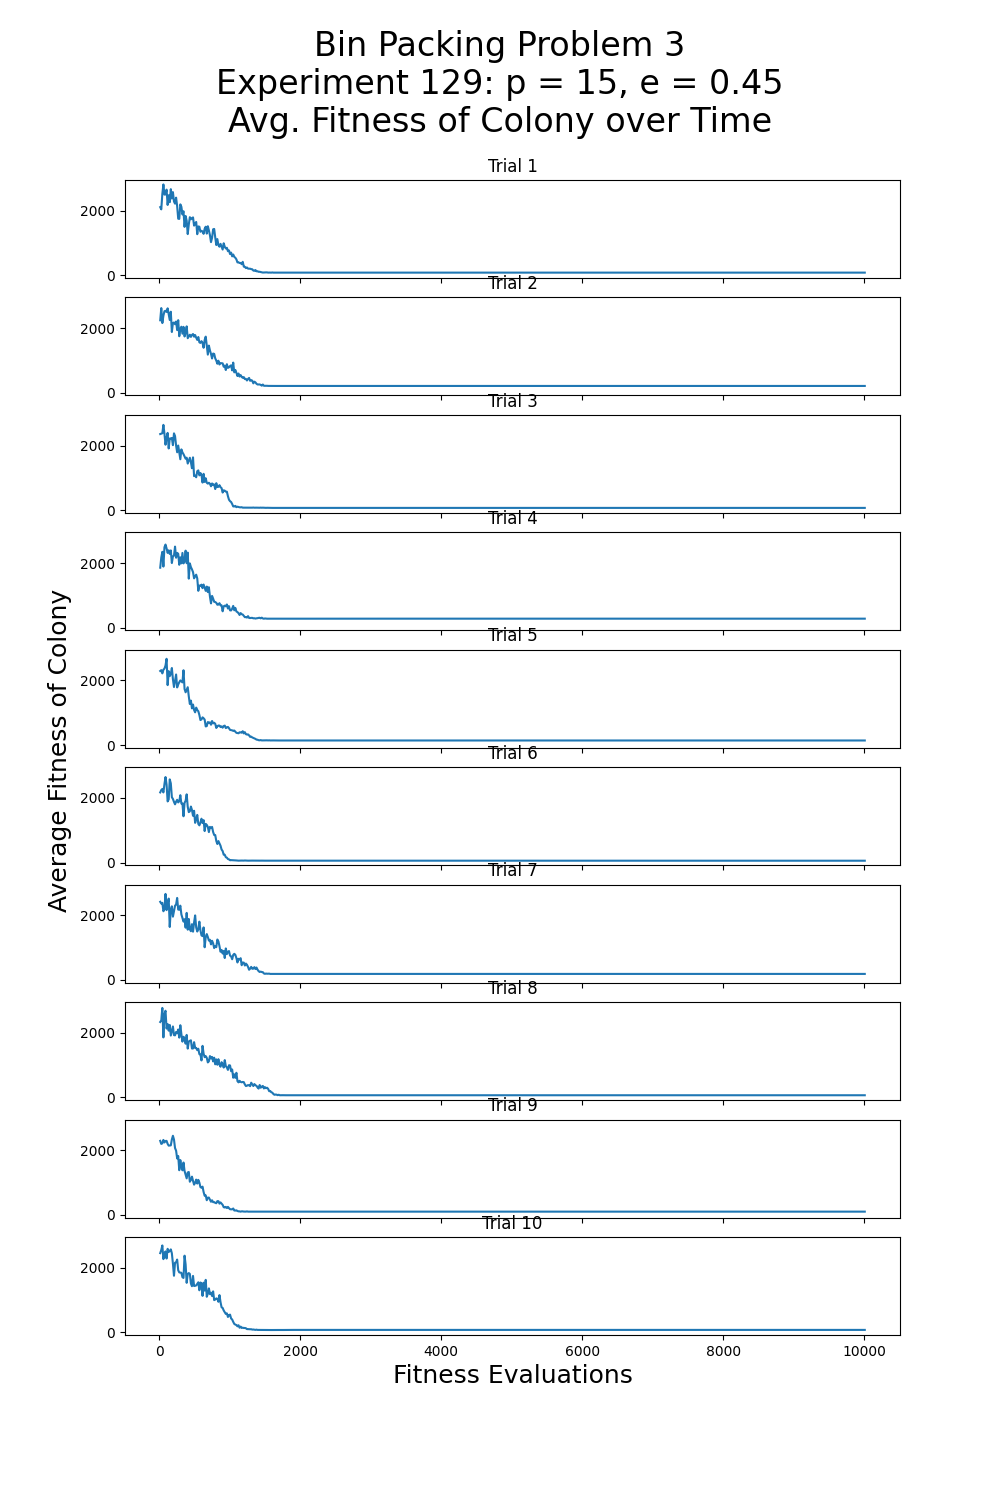 Bin Packing Problem 3
Experiment 129: p = 15, e = 0.45
Avg. Fitness of Colony over Time
Trial 1
2000
0
Trial 2
2000
0
Trial 3
2000
0
Trial 4
2000
0
Trial 5
2000
0
Trial 6
2000
0
Trial 7
2000
0
Trial 8
2000
0
Trial 9
2000
0
Trial 10
2000
0
Average Fitness of Colony
0 2000 4000 6000 8000 10000
Fitness Evaluations